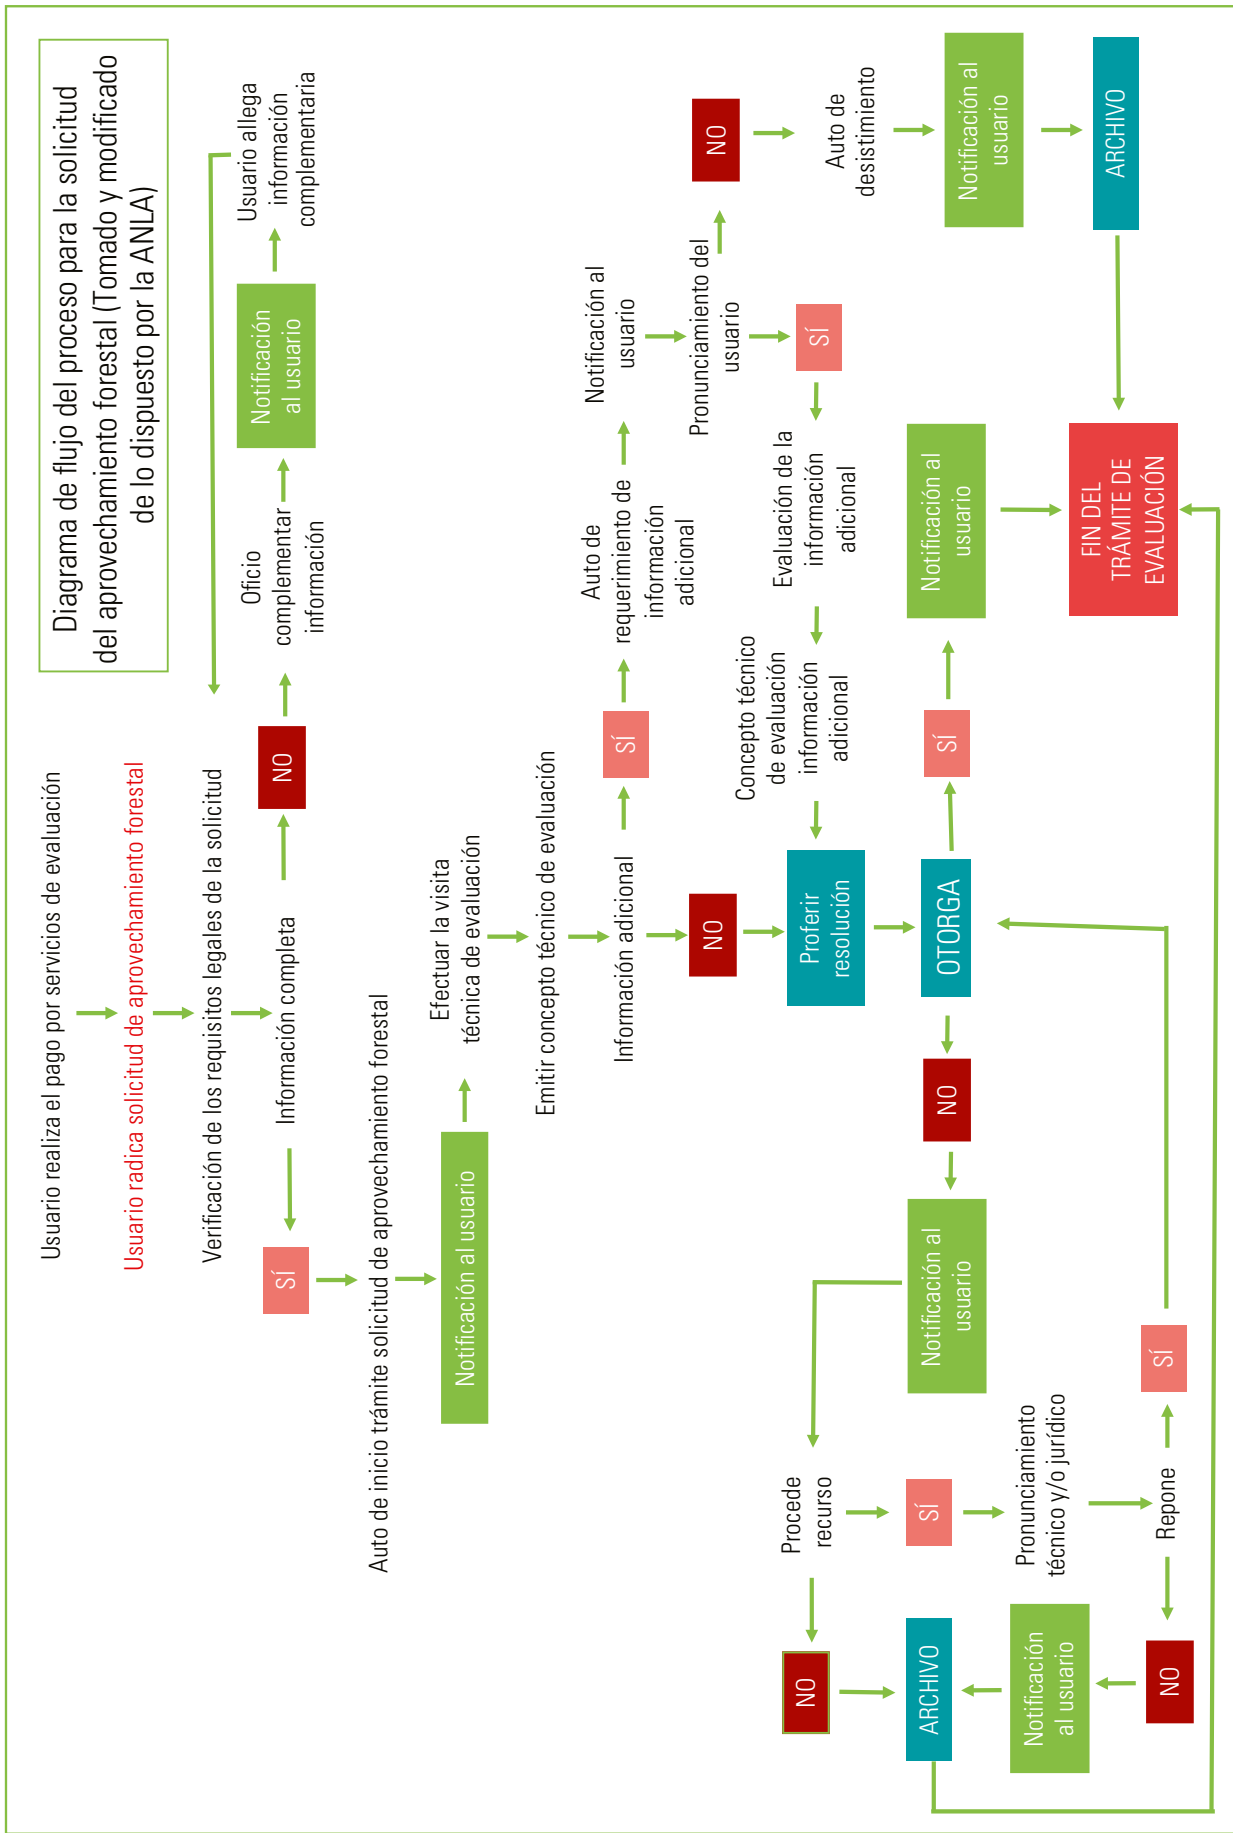 Diagrama de flujo del proceso para la solicitud
del aprovechamiento forestal (Tomado y modificado
de lo dispuesto por la ANLA)
Usuario realiza el pago por servicios de evaluación
Usuario radica solicitud de aprovechamiento forestal
Verificación de los requisitos legales de la solicitud
Información completa
NO
Oficio
complementar
información
Notificación
al usuario
Usuario allega
información
complementaria
SÍ
Auto de inicio trámite solicitud de aprovechamiento forestal
Notificación al usuario
Efectuar la visita
técnica de evaluación
Emitir concepto técnico de evaluación
Información adicional
SÍ
Auto de
requerimiento de
información
adicional
Notificación al
usuario
Pronunciamiento del
usuario
NO
Auto de
desistimiento
Notificación al
usuario
ARCHIVO
SÍ
Evaluación de la
información
adicional
Concepto técnico
de evaluación
información
adicional
NO
Proferir
resolución
OTORGA
SÍ
Notificación al
usuario
FIN DEL
TRÁMITE DE
EVALUACIÓN
NO
Notificación al
usuario
Procede
recurso
SÍ
Pronunciamiento
técnico y/o jurídico
Repone
SÍ
NO
Notificación
al usuario
NO
ARCHIVO